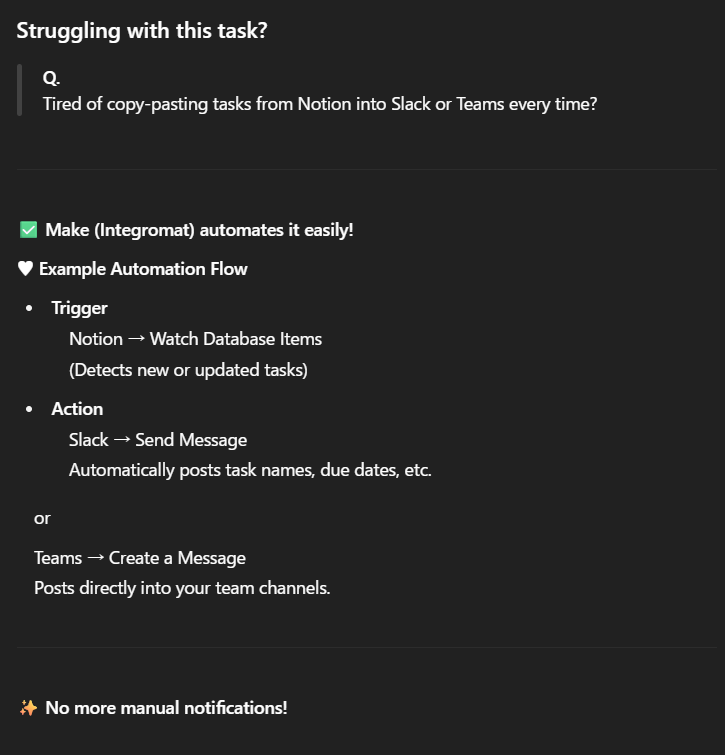 Struggling with this task?
Q.
Tired of copy-pasting tasks from Notion into Slack or Teams every time?
✅ Make (Integromat) automates it easily!
♥ Example Automation Flow
• Trigger
Notion → Watch Database Items
(Detects new or updated tasks)
• Action
Slack → Send Message
Automatically posts task names, due dates, etc.
or
Teams → Create a Message
Posts directly into your team channels.
✨ No more manual notifications!